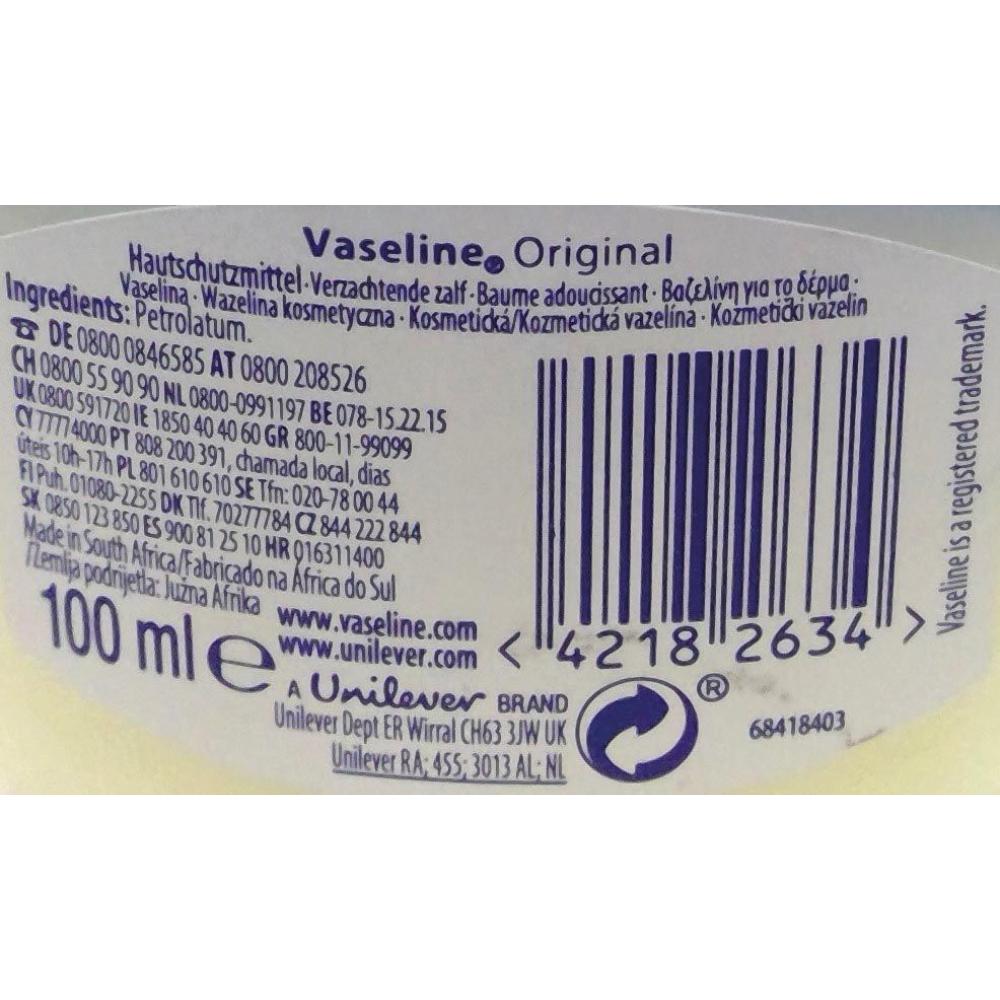 Vaseline® Original
Hautschutzmittel · Verzachtende zalf · Baume adoucissant · Βαζελίνη για το δέρμα ·
Vaselina · Wazelina kosmetyczna · Kosmetická/Kozmetická vazelína · Kozmetički vazelin
Ingredients: Petrolatum.
☎ DE 0800 0846585 AT 0800 208526
CH 0800 55 90 90 NL 0800-0991197 BE 078-15.22.15
UK 0800 591720 IE 1850 40 40 60 GR 800-11-99099
CY 77774000 PT 808 200 391, chamada local, dias
úteis 10h-17h PL 801 610 610 SE Tfn: 020-78 00 44
FI Puh. 01080-2255 DK Tlf. 70277784 CZ 844 222 844
SK 0850 123 850 ES 900 81 25 10 HR 016311400
Made in South Africa/Fabricado na África do Sul
/Zemlja podrijetla: Južna Afrika
100 ml e
www.vaseline.com
www.unilever.com
A Unilever BRAND
Unilever Dept ER Wirral CH63 3JW UK
Unilever RA; 455; 3013 AL; NL
< 4218 2634 >
®
68418403
Vaseline is a registered trademark.